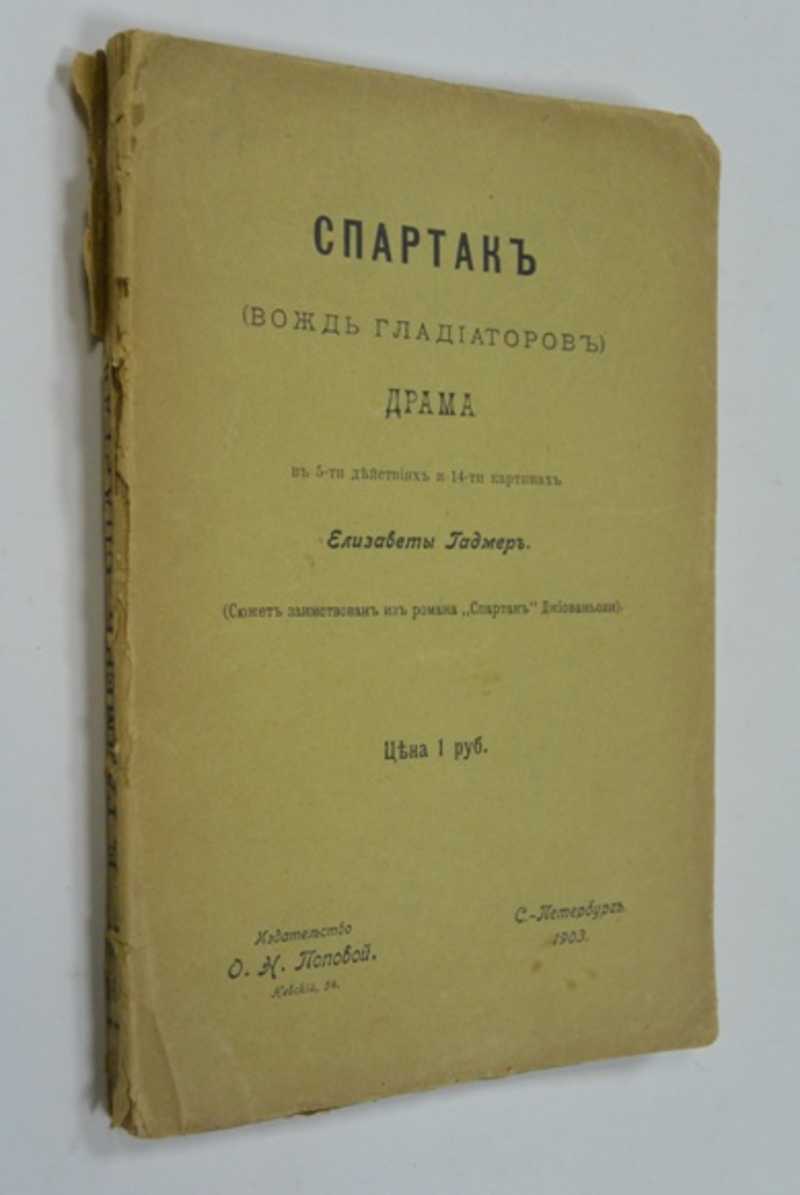 СПАРТАКЪ
(ВОЖДЬ ГЛАДІАТОРОВЪ)
ДРАМА
въ 5-ти дѣйствіяхъ и 14-ти картинахъ
Елизаветы Гадмеръ.
(Сюжетъ заимствованъ изъ романа „Спартакъ" Джіованьоли).
Цѣна 1 руб.
Издательство
О. Н. Поповой.
Невскій, 54.
С.-Петербургъ.
1903.